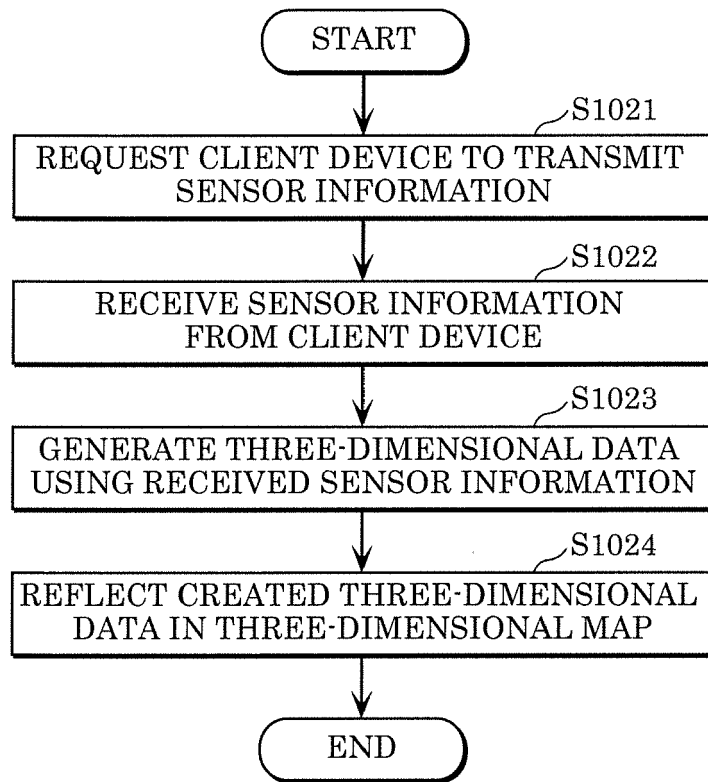 START
S1021
REQUEST CLIENT DEVICE TO TRANSMIT
SENSOR INFORMATION
S1022
RECEIVE SENSOR INFORMATION
FROM CLIENT DEVICE
S1023
GENERATE THREE-DIMENSIONAL DATA
USING RECEIVED SENSOR INFORMATION
S1024
REFLECT CREATED THREE-DIMENSIONAL
DATA IN THREE-DIMENSIONAL MAP
END